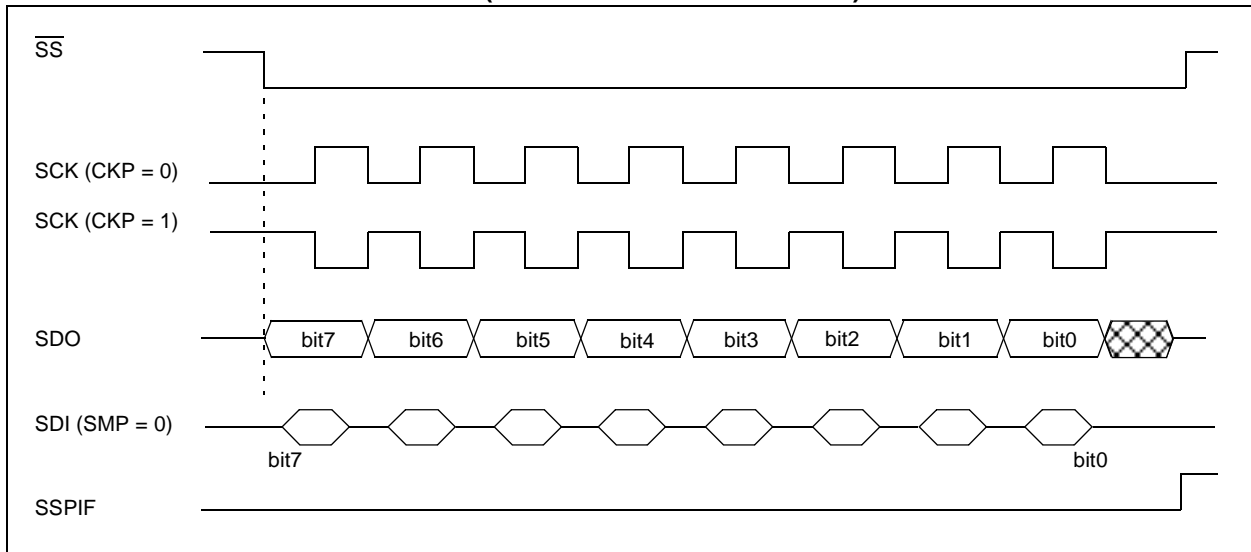 SS
SCK (CKP = 0)
SCK (CKP = 1)
SDO bit7 bit6 bit5 bit4 bit3 bit2 bit1 bit0
SDI (SMP = 0)
bit7 bit0
SSPIF